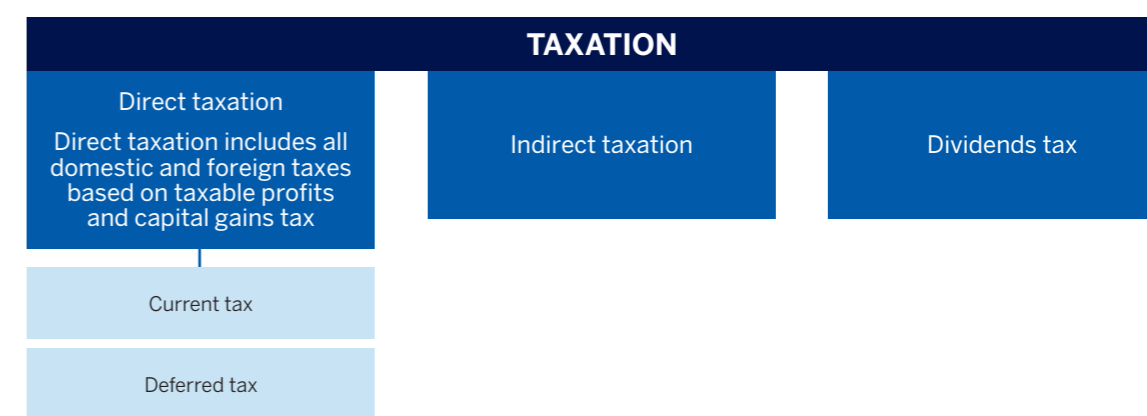 TAXATION
Direct taxation
Direct taxation includes all
domestic and foreign taxes
based on taxable profits
and capital gains tax
Indirect taxation
Dividends tax
Current tax
Deferred tax